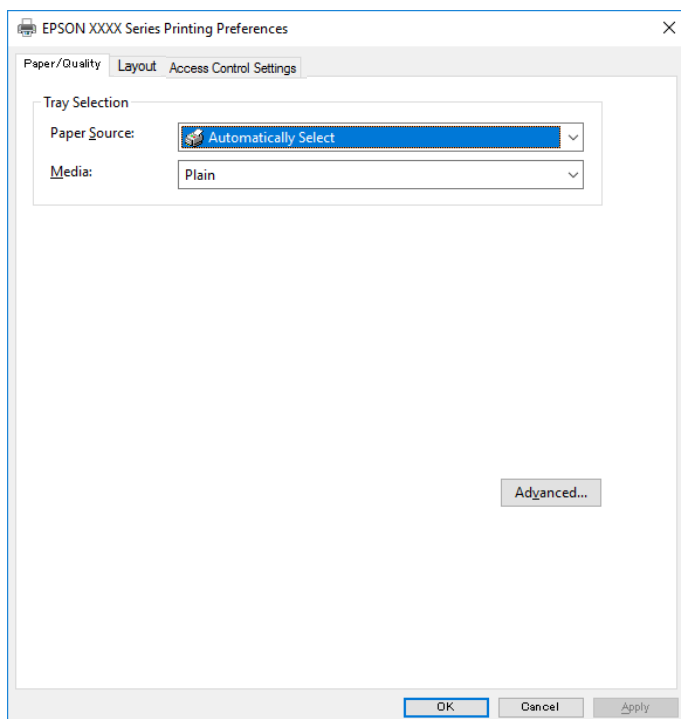 EPSON XXXX Series Printing Preferences
Paper/Quality Layout Access Control Settings
Tray Selection
Paper Source: Automatically Select
Media: Plain
Advanced...
OK Cancel Apply